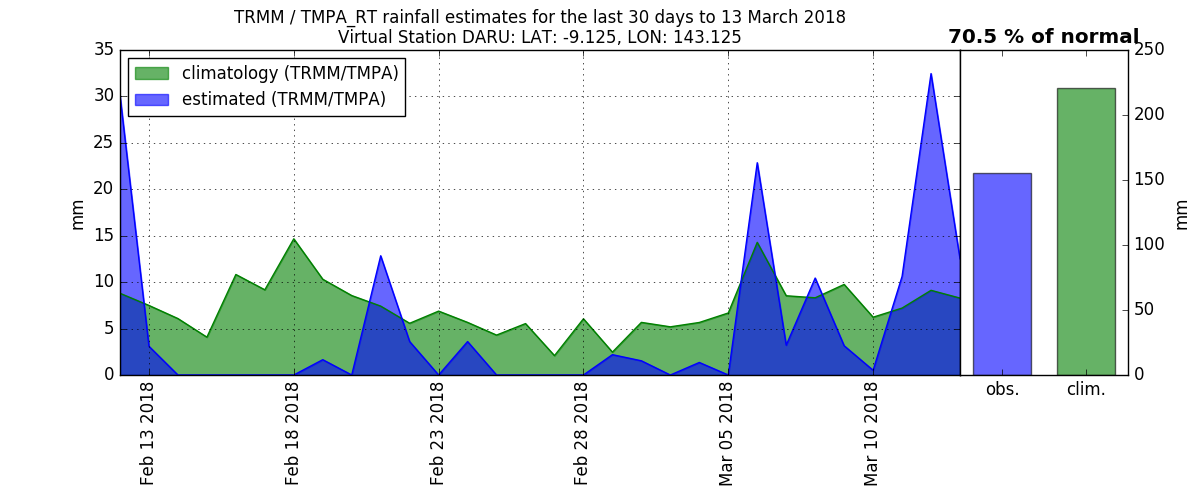 TRMM / TMPA_RT rainfall estimates for the last 30 days to 13 March 2018
Virtual Station DARU: LAT: -9.125, LON: 143.125
70.5 % of normal
climatology (TRMM/TMPA)
estimated (TRMM/TMPA)
mm
35
30
25
20
15
10
5
0
Feb 13 2018
Feb 18 2018
Feb 23 2018
Feb 28 2018
Mar 05 2018
Mar 10 2018
obs.
clim.
250
200
150
100
50
0
mm